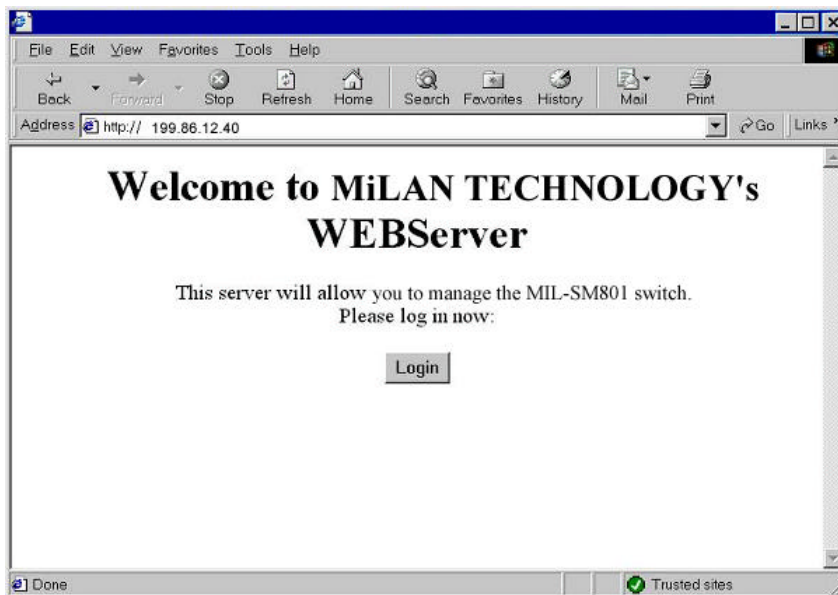 File Edit View Favorites Tools Help
Back Forward Stop Refresh Home Search Favorites History Mail Print
Address http:// 199.86.12.40 Go Links
Welcome to MiLAN TECHNOLOGY's
WEBServer
This server will allow you to manage the MIL-SM801 switch.
Please log in now:
Login
Done Trusted sites